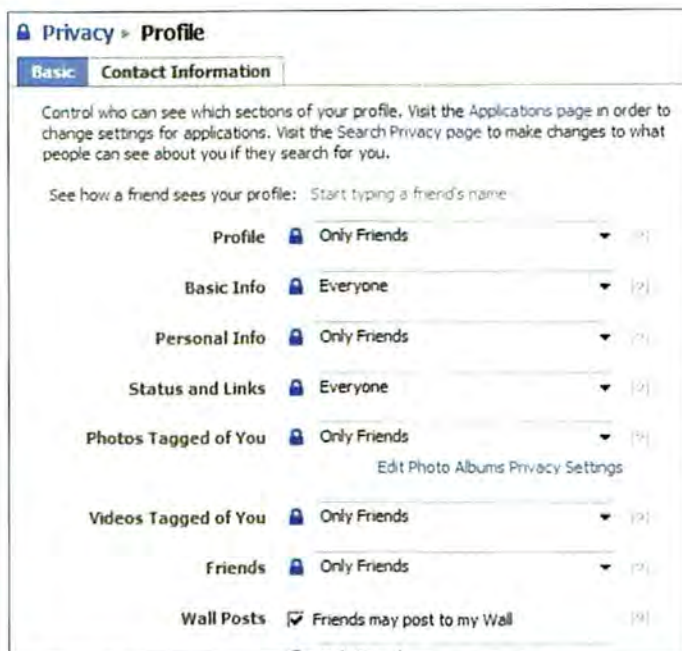 Privacy ▸ Profile
Basic Contact Information
Control who can see which sections of your profile. Visit the Applications page in order to
change settings for applications. Visit the Search Privacy page to make changes to what
people can see about you if they search for you.
See how a friend sees your profile: Start typing a friend's name
Profile Only Friends [?]
Basic Info Everyone [?]
Personal Info Only Friends [?]
Status and Links Everyone [?]
Photos Tagged of You Only Friends [?]
Edit Photo Albums Privacy Settings
Videos Tagged of You Only Friends [?]
Friends Only Friends [?]
Wall Posts Friends may post to my Wall [?]